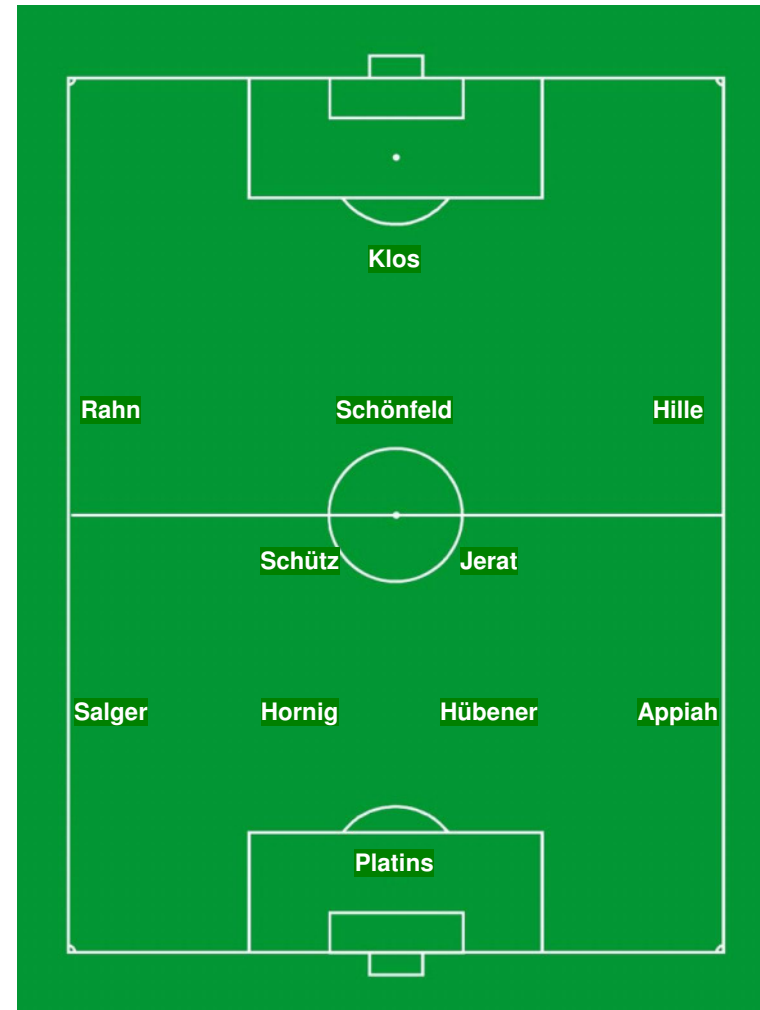 Klos
Rahn Schönfeld Hille
Schütz Jerat
Salger Hornig Hübener Appiah
Platins